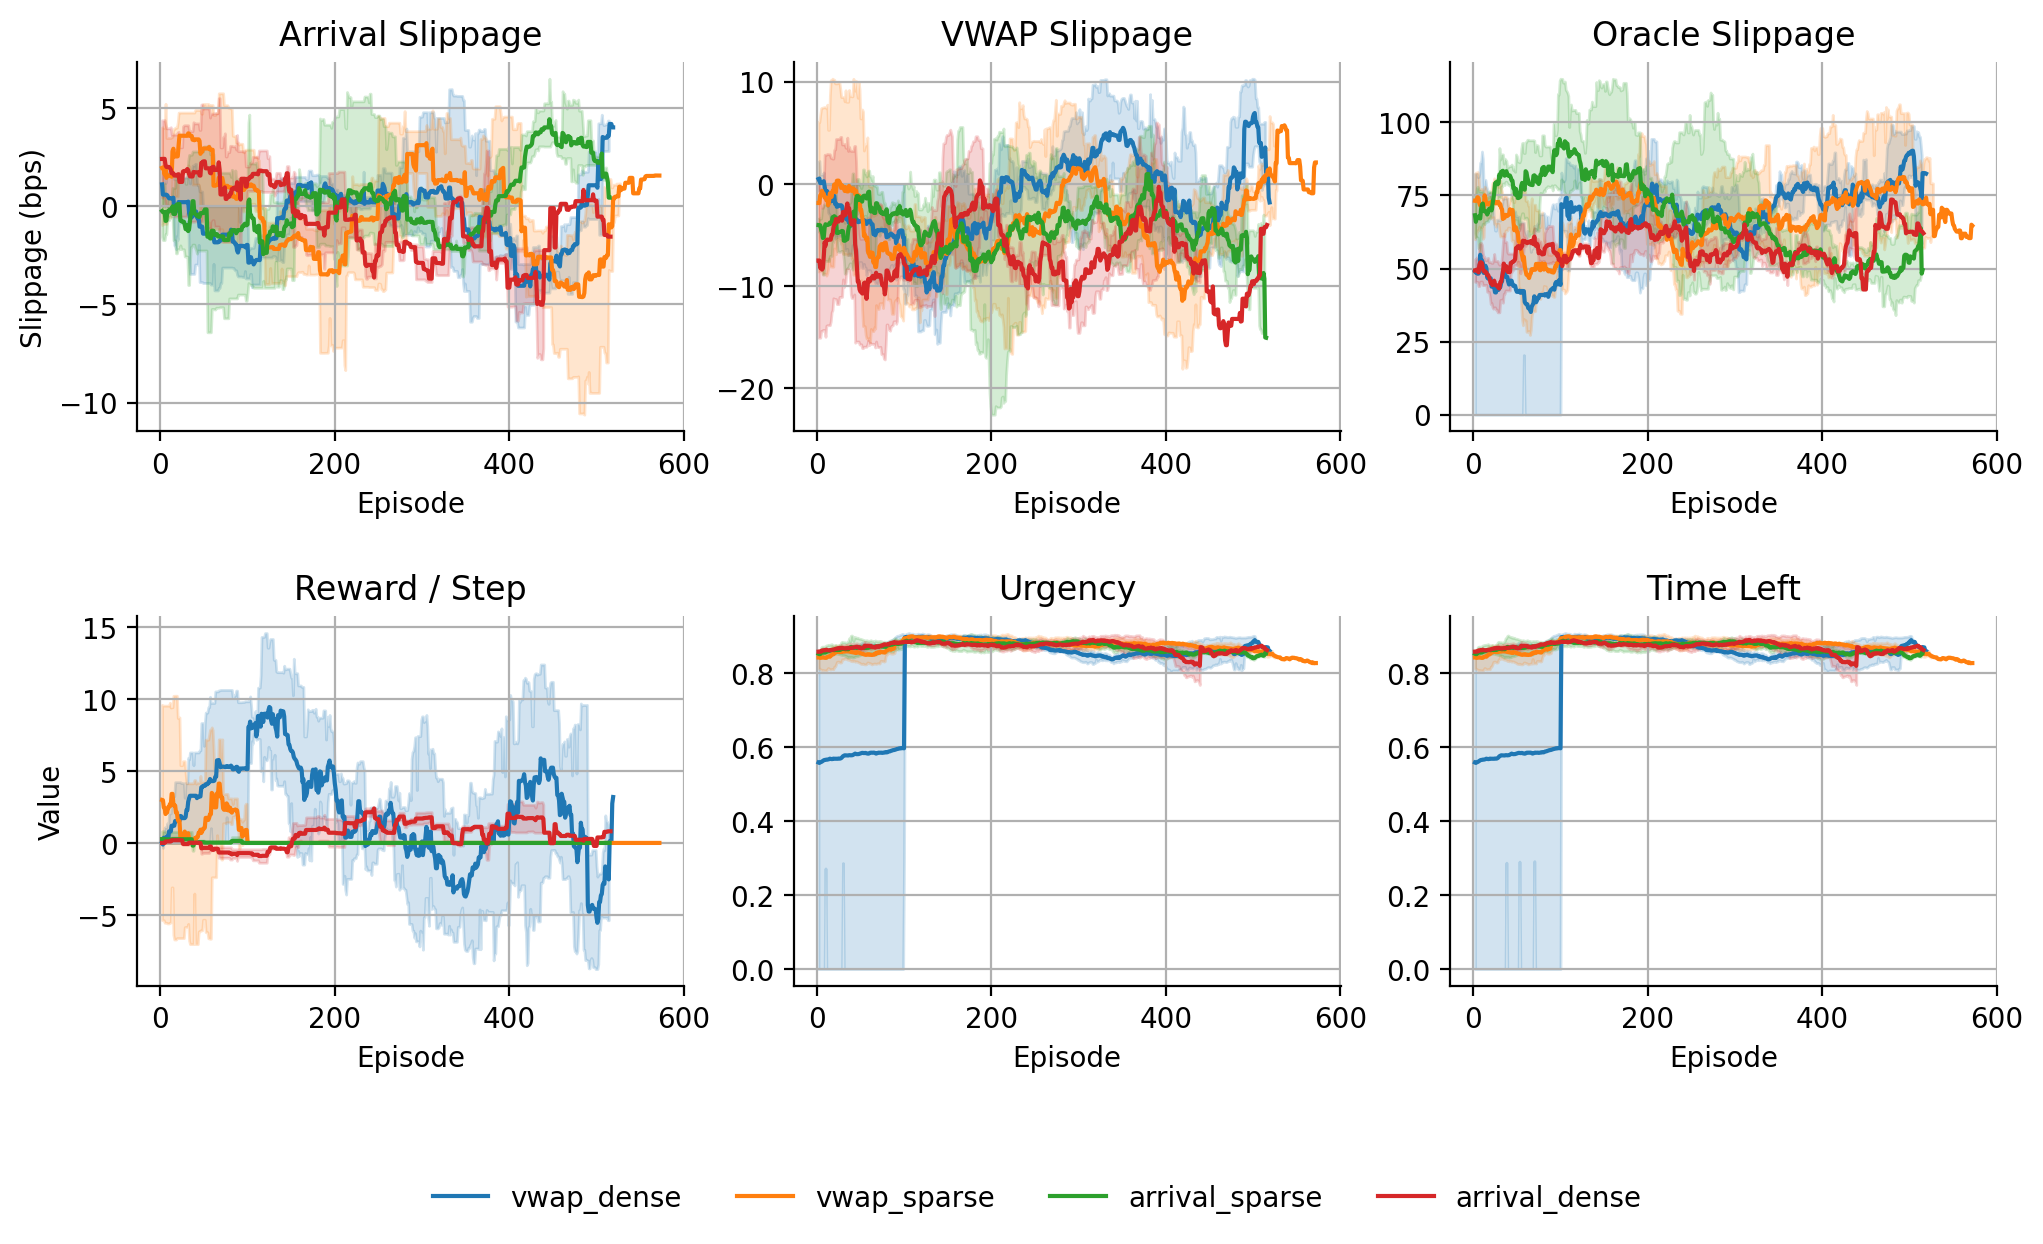 Arrival Slippage
VWAP Slippage
Oracle Slippage
Slippage (bps)
5
0
−5
−10
0 200 400 600
Episode
10
0
−10
−20
0 200 400 600
Episode
100
75
50
25
0
0 200 400 600
Episode
Reward / Step
Urgency
Time Left
Value
15
10
5
0
−5
0 200 400 600
Episode
0.8
0.6
0.4
0.2
0.0
0 200 400 600
Episode
0.8
0.6
0.4
0.2
0.0
0 200 400 600
Episode
vwap_dense vwap_sparse arrival_sparse arrival_dense